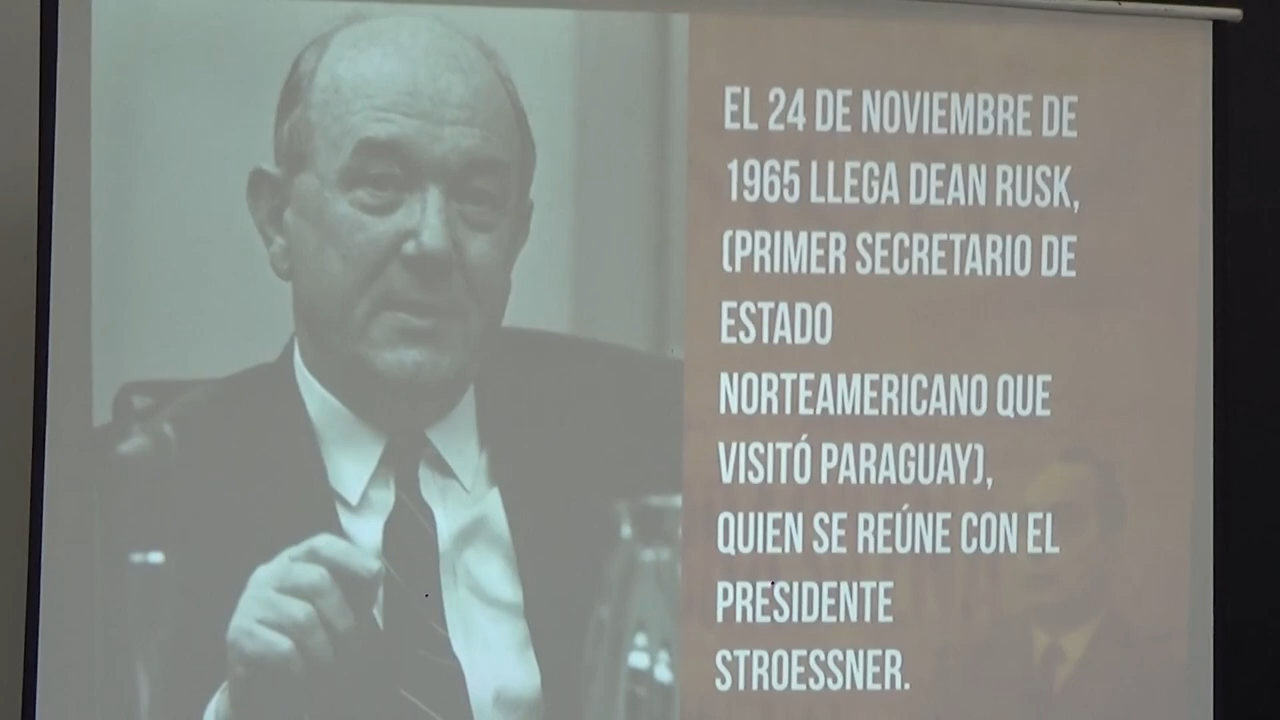 EL 24 DE NOVIEMBRE DE
1965 LLEGA DEAN RUSK,
(PRIMER SECRETARIO DE
ESTADO
NORTEAMERICANO QUE
VISITÓ PARAGUAY),
QUIEN SE REÚNE CON EL
PRESIDENTE
STROESSNER.